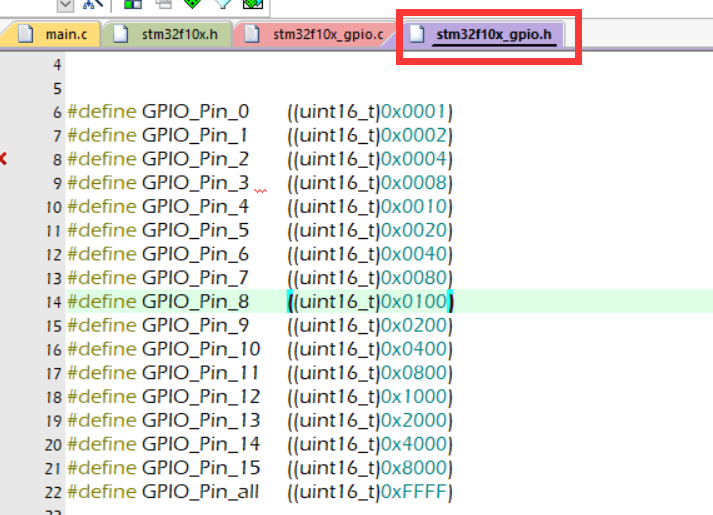 main.c stm32f10x.h stm32f10x_gpio.c stm32f10x_gpio.h
4
5
6 #define GPIO_Pin_0 ((uint16_t)0x0001)
7 #define GPIO_Pin_1 ((uint16_t)0x0002)
8 #define GPIO_Pin_2 ((uint16_t)0x0004)
9 #define GPIO_Pin_3 ((uint16_t)0x0008)
10 #define GPIO_Pin_4 ((uint16_t)0x0010)
11 #define GPIO_Pin_5 ((uint16_t)0x0020)
12 #define GPIO_Pin_6 ((uint16_t)0x0040)
13 #define GPIO_Pin_7 ((uint16_t)0x0080)
14 #define GPIO_Pin_8 ((uint16_t)0x0100)
15 #define GPIO_Pin_9 ((uint16_t)0x0200)
16 #define GPIO_Pin_10 ((uint16_t)0x0400)
17 #define GPIO_Pin_11 ((uint16_t)0x0800)
18 #define GPIO_Pin_12 ((uint16_t)0x1000)
19 #define GPIO_Pin_13 ((uint16_t)0x2000)
20 #define GPIO_Pin_14 ((uint16_t)0x4000)
21 #define GPIO_Pin_15 ((uint16_t)0x8000)
22 #define GPIO_Pin_all ((uint16_t)0xFFFF)